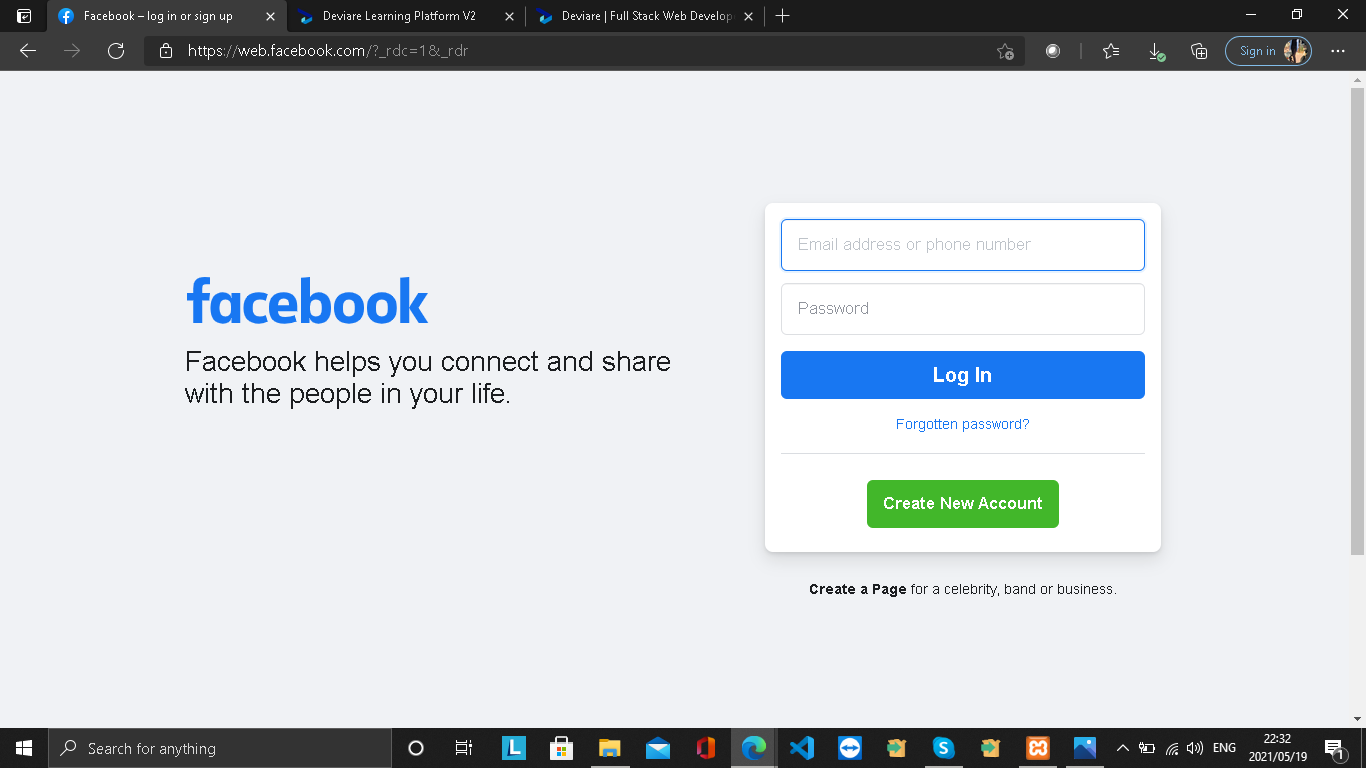 Facebook – log in or sign up
Deviare Learning Platform V2
Deviare | Full Stack Web Develop
https://web.facebook.com/?_rdc=1&_rdr
Sign in
facebook
Facebook helps you connect and share
with the people in your life.
Email address or phone number
Password
Log In
Forgotten password?
Create New Account
Create a Page for a celebrity, band or business.
Search for anything
L
S
ENG
22:32
2021/05/19
1